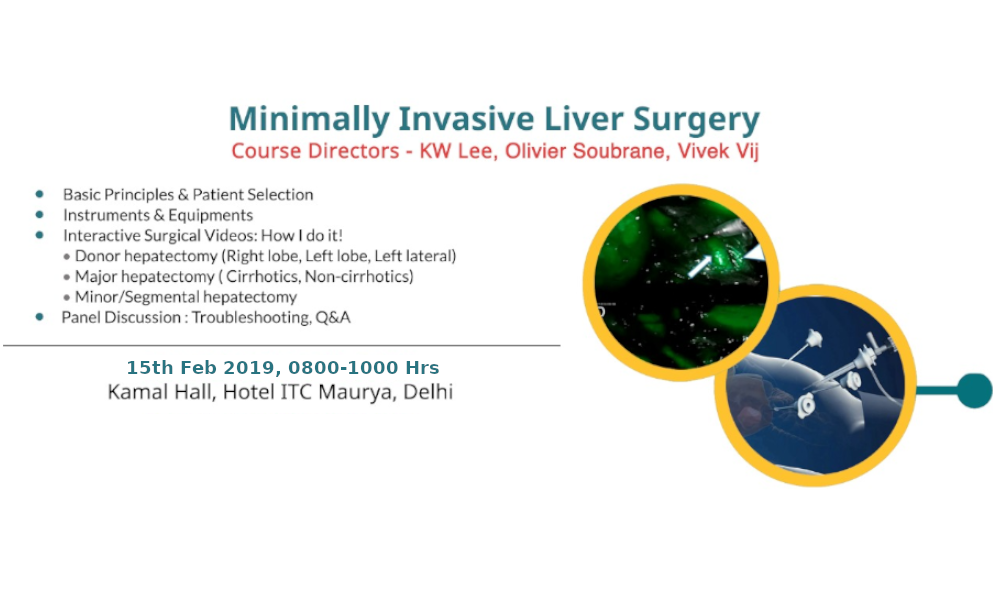 Minimally Invasive Liver Surgery
Course Directors - KW Lee, Olivier Soubrane, Vivek Vij
• Basic Principles & Patient Selection
• Instruments & Equipments
• Interactive Surgical Videos: How I do it!
• Donor hepatectomy (Right lobe, Left lobe, Left lateral)
• Major hepatectomy ( Cirrhotics, Non-cirrhotics)
• Minor/Segmental hepatectomy
• Panel Discussion : Troubleshooting, Q&A
15th Feb 2019, 0800-1000 Hrs
Kamal Hall, Hotel ITC Maurya, Delhi